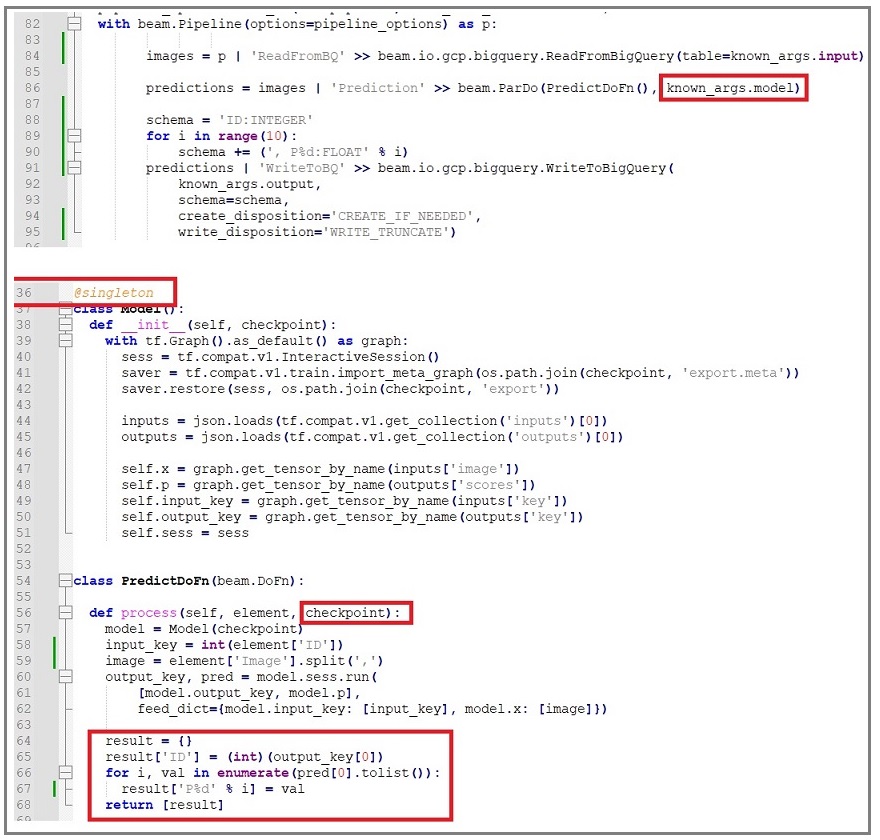 82 with beam.Pipeline(options=pipeline_options) as p:
83
84 images = p | 'ReadFromBQ' >> beam.io.gcp.bigquery.ReadFromBigQuery(table=known_args.input)
85
86 predictions = images | 'Prediction' >> beam.ParDo(PredictDoFn(), known_args.model)
87
88 schema = 'ID:INTEGER'
89 for i in range(10):
90 schema += (', P%d:FLOAT' % i)
91 predictions | 'WriteToBQ' >> beam.io.gcp.bigquery.WriteToBigQuery(
92 known_args.output,
93 schema=schema,
94 create_disposition='CREATE_IF_NEEDED',
95 write_disposition='WRITE_TRUNCATE')
36 @singleton
37 class Model():
38 def __init__(self, checkpoint):
39 with tf.Graph().as_default() as graph:
40 sess = tf.compat.v1.InteractiveSession()
41 saver = tf.compat.v1.train.import_meta_graph(os.path.join(checkpoint, 'export.meta'))
42 saver.restore(sess, os.path.join(checkpoint, 'export'))
43
44 inputs = json.loads(tf.compat.v1.get_collection('inputs')[0])
45 outputs = json.loads(tf.compat.v1.get_collection('outputs')[0])
46
47 self.x = graph.get_tensor_by_name(inputs['image'])
48 self.p = graph.get_tensor_by_name(outputs['scores'])
49 self.input_key = graph.get_tensor_by_name(inputs['key'])
50 self.output_key = graph.get_tensor_by_name(outputs['key'])
51 self.sess = sess
52
53
54 class PredictDoFn(beam.DoFn):
55
56 def process(self, element, checkpoint):
57 model = Model(checkpoint)
58 input_key = int(element['ID'])
59 image = element['Image'].split(',')
60 output_key, pred = model.sess.run(
61 [model.output_key, model.p],
62 feed_dict={model.input_key: [input_key], model.x: [image]})
63
64 result = {}
65 result['ID'] = (int)(output_key[0])
66 for i, val in enumerate(pred[0].tolist()):
67 result['P%d' % i] = val
68 return [result]